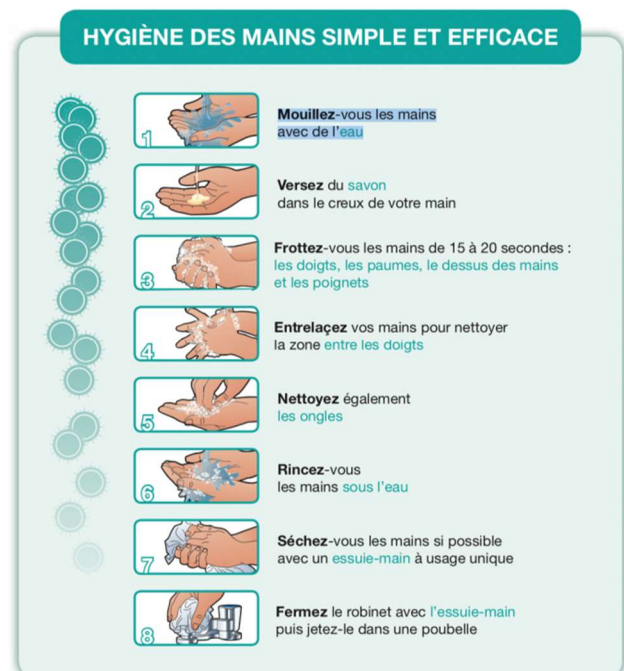 HYGIÈNE DES MAINS SIMPLE ET EFFICACE
1
Mouillez-vous les mains
avec de l'eau
2
Versez du savon
dans le creux de votre main
3
Frottez-vous les mains de 15 à 20 secondes :
les doigts, les paumes, le dessus des mains
et les poignets
4
Entrelaçez vos mains pour nettoyer
la zone entre les doigts
5
Nettoyez également
les ongles
6
Rincez-vous
les mains sous l'eau
7
Séchez-vous les mains si possible
avec un essuie-main à usage unique
8
Fermez le robinet avec l'essuie-main
puis jetez-le dans une poubelle